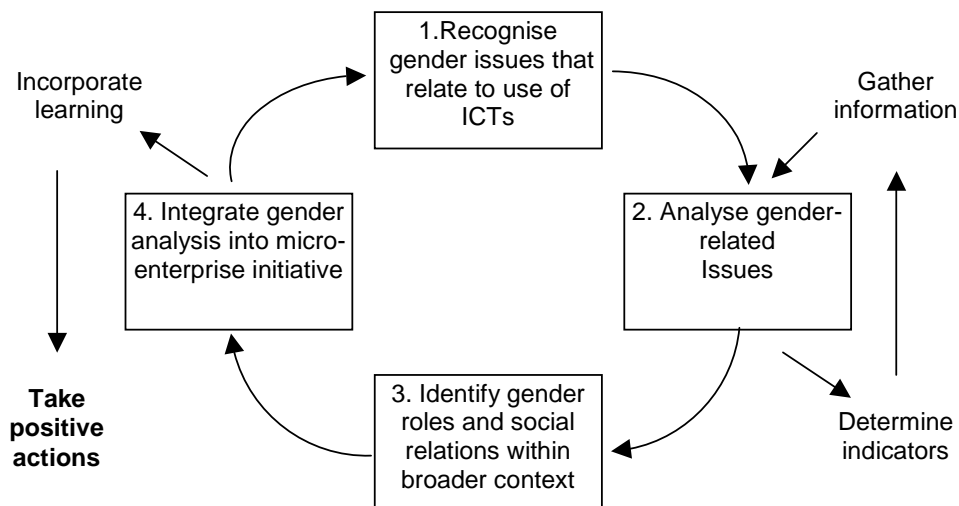 1.Recognise
gender issues that
relate to use of
ICTs
Incorporate
learning
Gather
information
4. Integrate gender
analysis into micro-
enterprise initiative
2. Analyse gender-
related
Issues
3. Identify gender
roles and social
relations within
broader context
Take
positive
actions
Determine
indicators